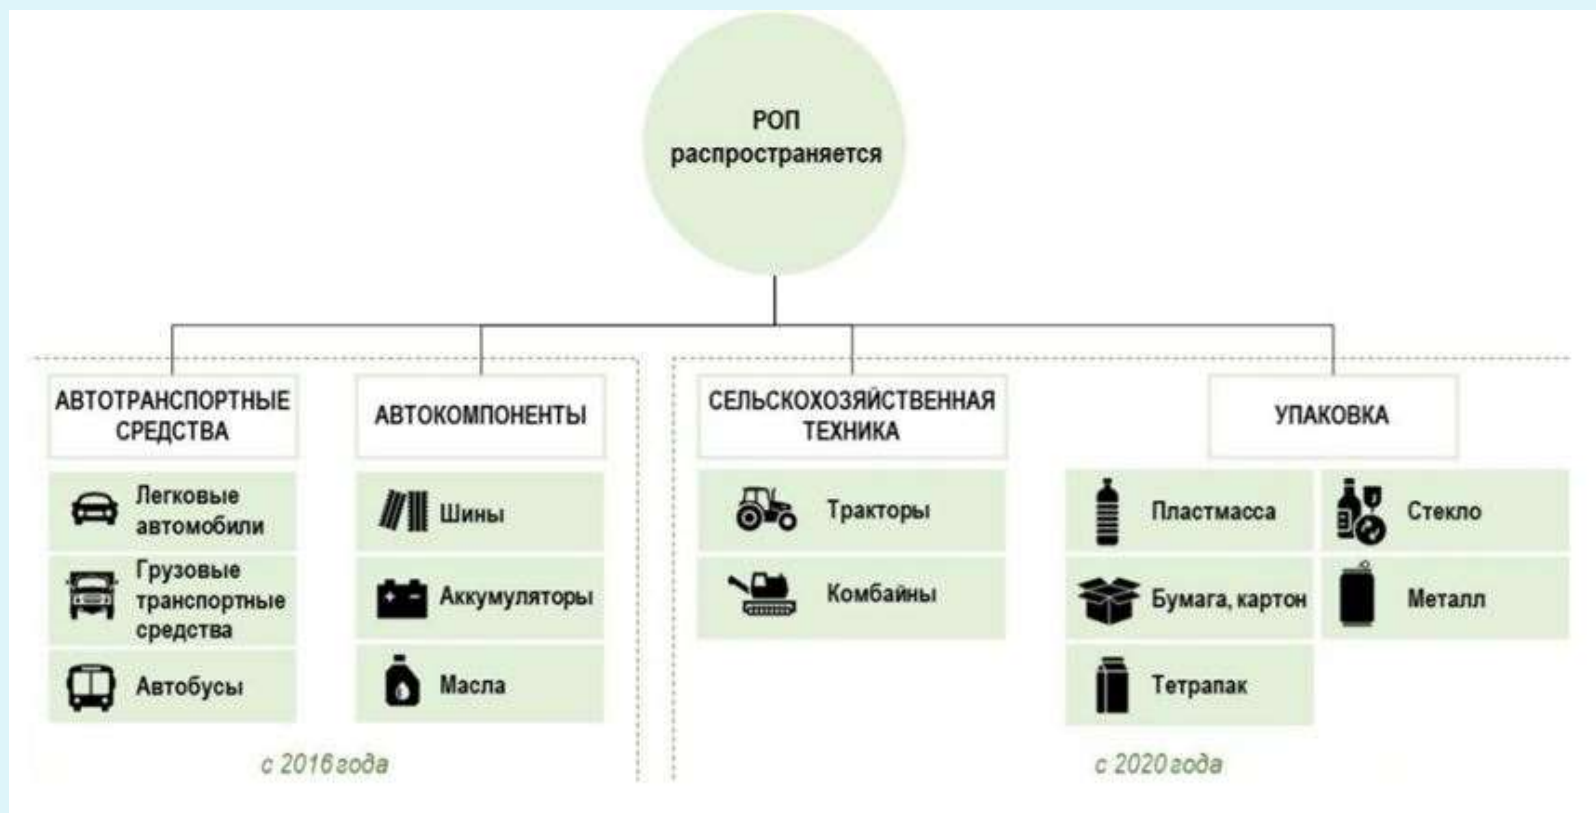 РОП
распространяется
АВТОТРАНСПОРТНЫЕ
СРЕДСТВА
Легковые
автомобили
Грузовые
транспортные
средства
Автобусы
АВТОКОМПОНЕНТЫ
Шины
Аккумуляторы
Масла
с 2016 года
СЕЛЬСКОХОЗЯЙСТВЕННАЯ
ТЕХНИКА
Тракторы
Комбайны
УПАКОВКА
Пластмасса
Бумага, картон
Тетрапак
Стекло
Металл
с 2020 года